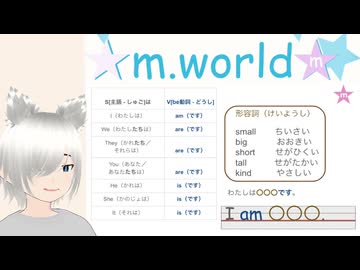 m.world
m
S[主語 - しゅご]は V[be動詞 - どうし]
I（わたしは） am（です）
We（わたしたちは） are（です）
They（かれたち／それらは） are（です）
You（あなた／あなたたちは） are（です）
He（かれは） is（です）
She（かのじょは） is（です）
It（それは） is（です）
形容詞（けいようし）
small ちいさい
big おおきい
short せがひくい
tall せがたかい
kind やさしい
わたしは〇〇〇です。
I am 〇〇〇.